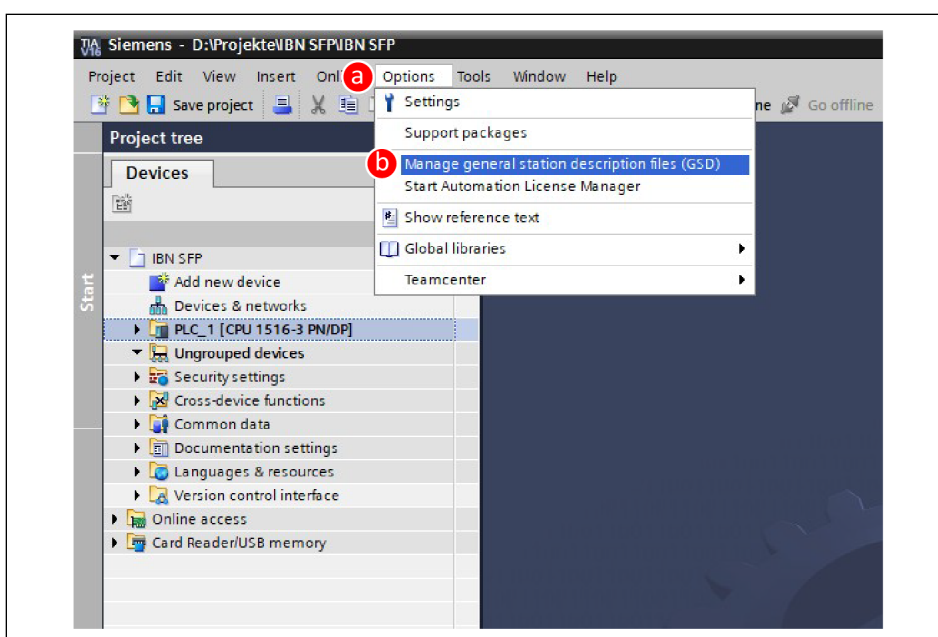 TIA V16 Siemens - D:\Projekte\IBN SFP\IBN SFP
Project Edit View Insert Onli a Options Tools Window Help
Save project ne Go offline
Settings
Support packages
b Manage general station description files (GSD)
Start Automation License Manager
Show reference text
Global libraries
Teamcenter
Project tree
Devices
Start
IBN SFP
Add new device
Devices & networks
PLC_1 [CPU 1516-3 PN/DP]
Ungrouped devices
Security settings
Cross-device functions
Common data
Documentation settings
Languages & resources
Version control interface
Online access
Card Reader/USB memory